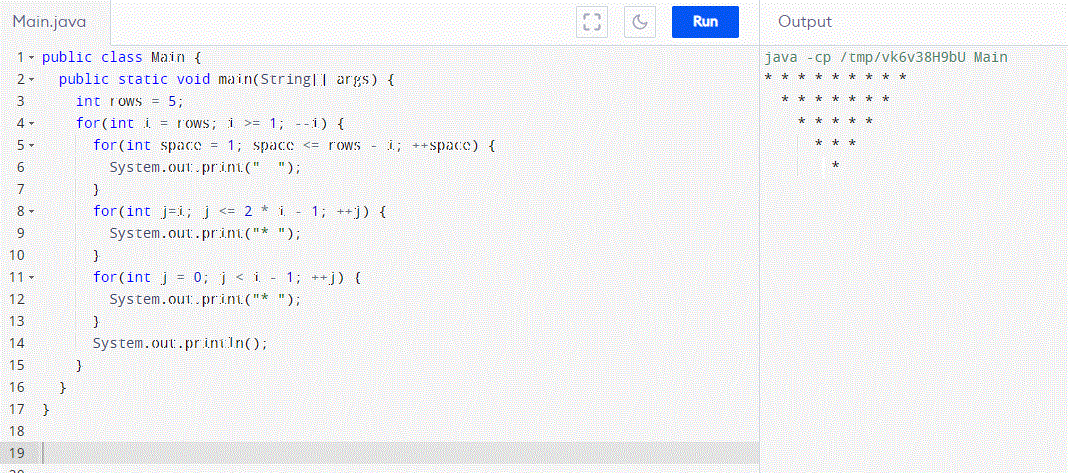 Main.java
Run
Output
1 public class Main {
2   public static void main(String[] args) {
3     int rows = 5;
4     for(int i = rows; i >= 1; --i) {
5       for(int space = 1; space <= rows - i; ++space) {
6         System.out.print("  ");
7       }
8       for(int j=i; j <= 2 * i - 1; ++j) {
9         System.out.print("* ");
10       }
11       for(int j = 0; j < i - 1; ++j) {
12         System.out.print("* ");
13       }
14       System.out.println();
15     }
16   }
17 }
18
19
20
java -cp /tmp/vk6v38H9bU Main
* * * * * * * * *
  * * * * * * *
    * * * * *
      * * *
        *